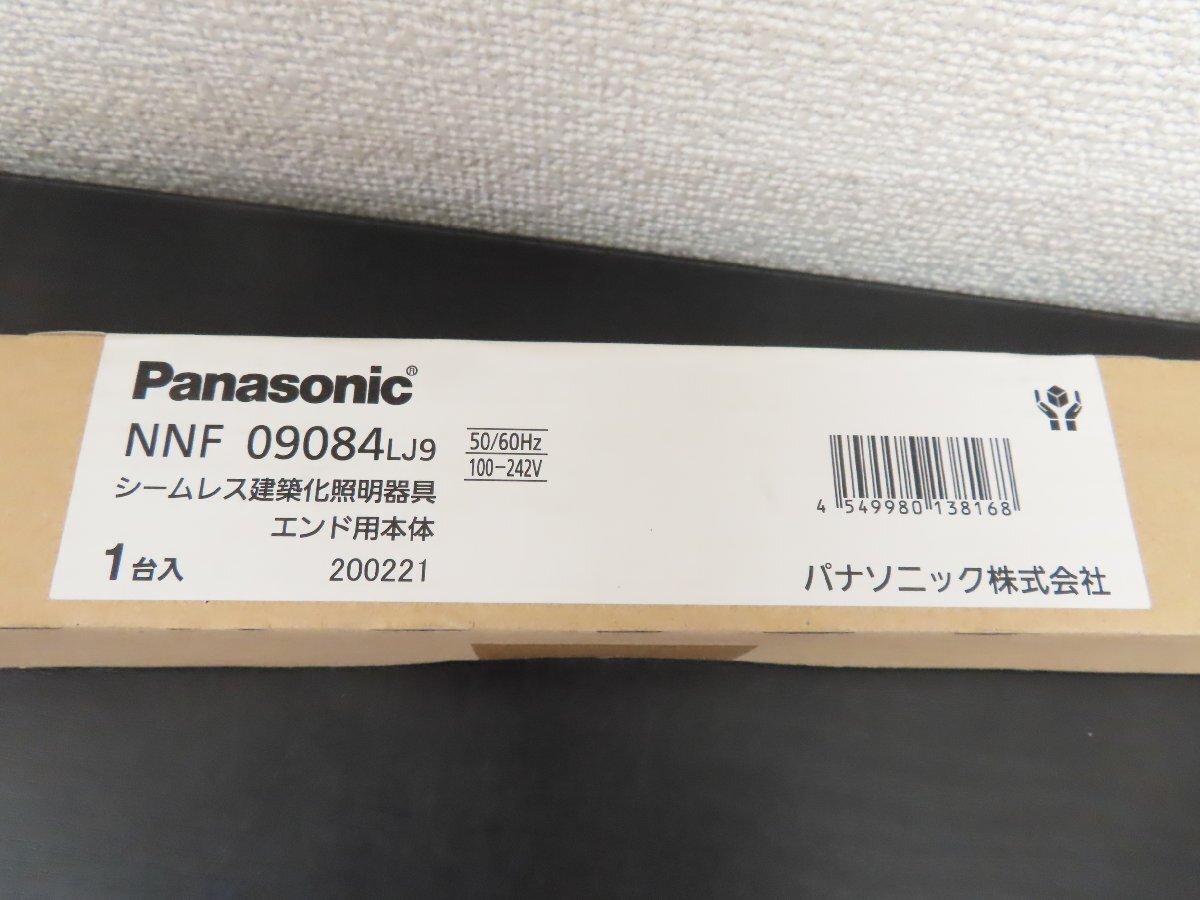 Panasonic®
NNF 09084LJ9
50/60Hz
100-242V
シームレス建築化照明器具
エンド用本体
1台入
200221
4 549980 138168
パナソニック株式会社